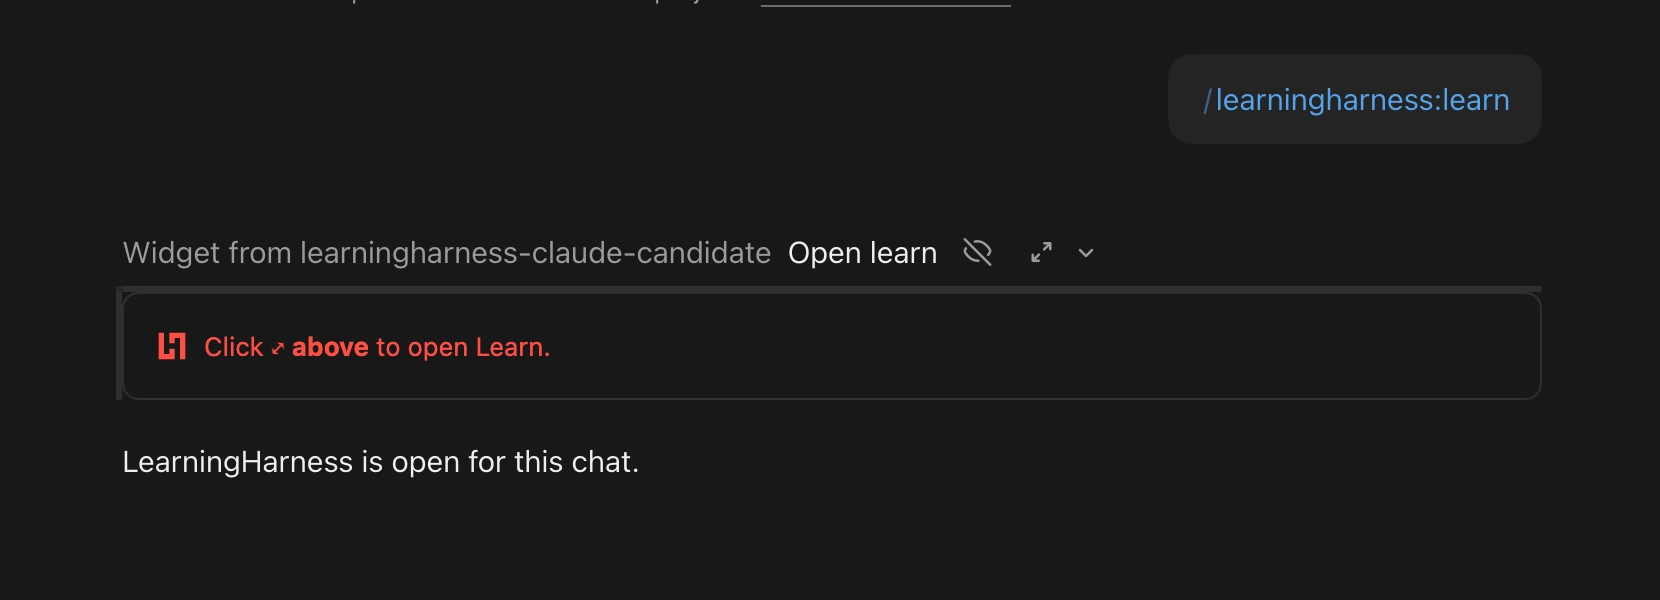 /learningharness:learn
Widget from learningharness-claude-candidate Open learn
Click ⤢ above to open Learn.
LearningHarness is open for this chat.